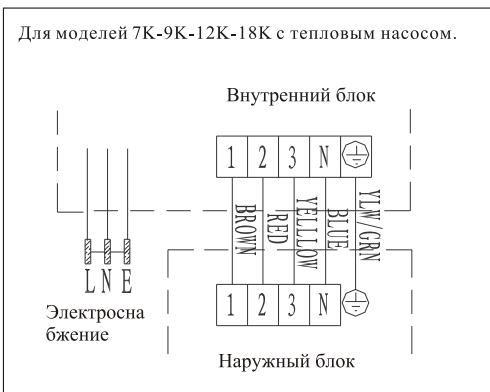 Для моделей 7K-9K-12K-18K с тепловым насосом.
Внутренний блок
1 2 3 N
BROWN
RED
YELLLOW
BLUE
YLW/GRN
L N E
Электросна
бжение
1 2 3 N
Наружный блок